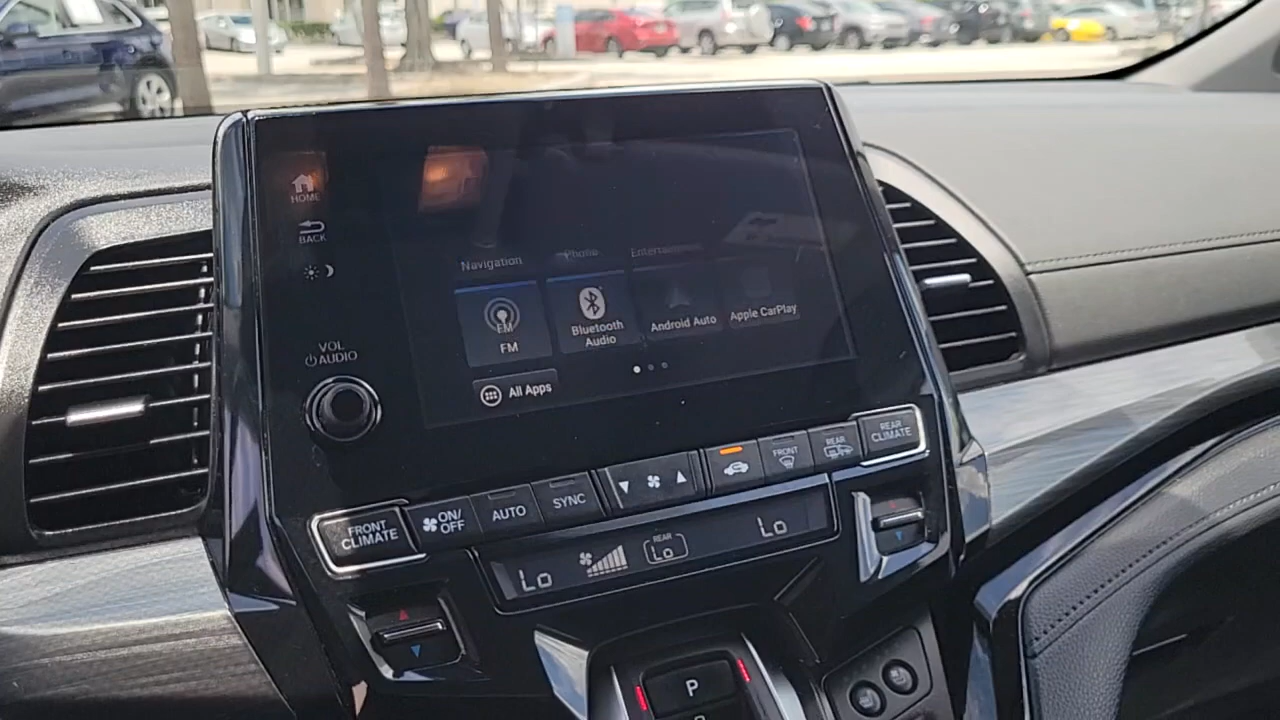 HOME
BACK
VOL
AUDIO
Navigation
Phone
FM
FM
Bluetooth
Audio
Android Auto
Apple CarPlay
All Apps
FRONT
CLIMATE
ON/
OFF
AUTO
SYNC
FRONT
REAR
REAR
CLIMATE
Lo
REAR
Lo
Lo
P